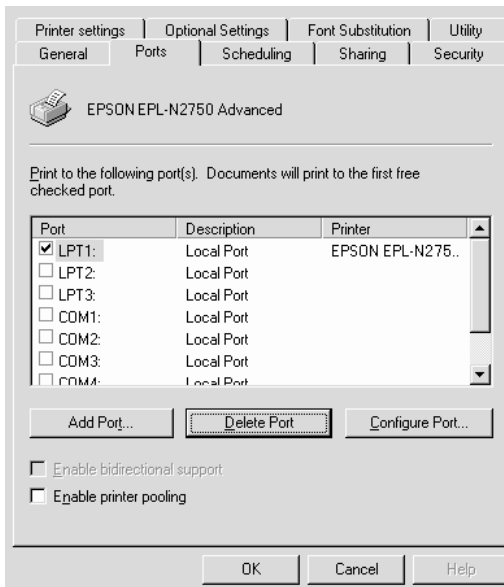 Printer settings Optional Settings Font Substitution Utility
General Ports Scheduling Sharing Security
EPSON EPL-N2750 Advanced
Print to the following port(s). Documents will print to the first free
checked port.
Port Description Printer
LPT1: Local Port EPSON EPL-N275..
LPT2: Local Port
LPT3: Local Port
COM1: Local Port
COM2: Local Port
COM3: Local Port
COM4: Local Port
Add Port... Delete Port Configure Port...
Enable bidirectional support
Enable printer pooling
OK Cancel Help